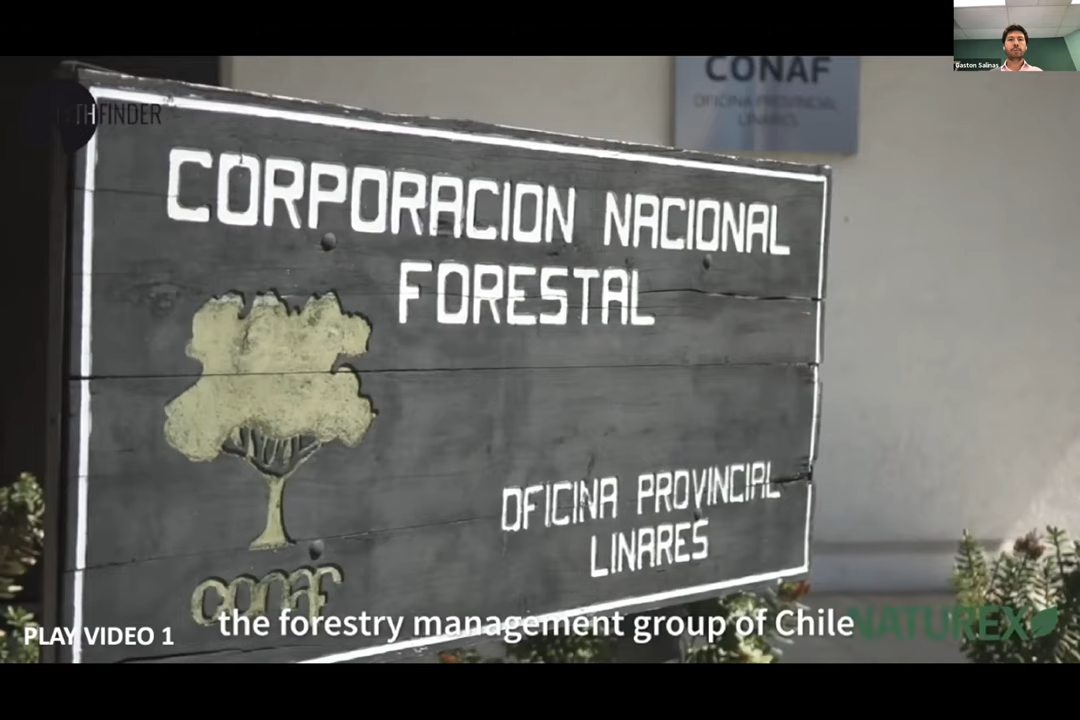 CONAF
OFICINA PROVINCIAL
LINARES
Gaston Salinas
THFINDER
CORPORACION NACIONAL
FORESTAL
OFICINA PROVINCIAL
LINARES
conaf
the forestry management group of Chile
PLAY VIDEO 1
NATUREX